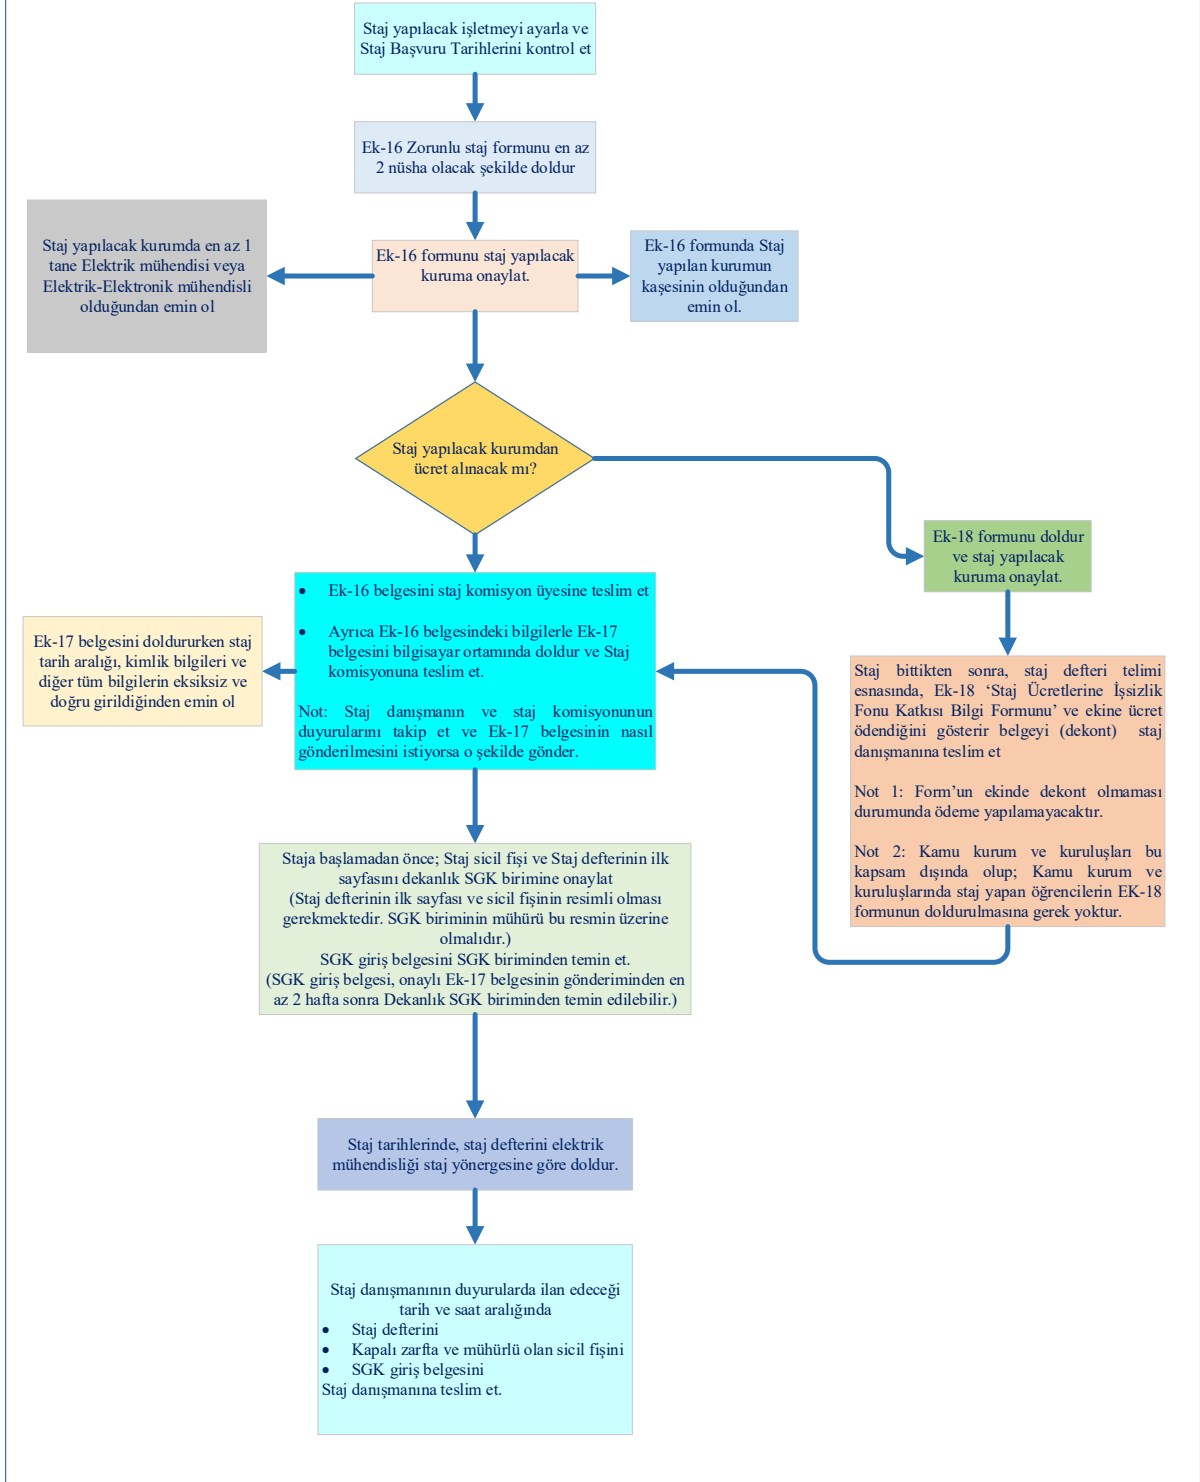 Staj yapılacak işletmeyi ayarla ve
Staj Başvuru Tarihlerini kontrol et
Ek-16 Zorunlu staj formunu en az
2 nüsha olacak şekilde doldur
Staj yapılacak kurumda en az 1
tane Elektrik mühendisi veya
Elektrik-Elektronik mühendisli
olduğundan emin ol
Ek-16 formunu staj yapılacak
kuruma onaylat.
Ek-16 formunda Staj
yapılan kurumun
kaşesinin olduğundan
emin ol.
Staj yapılacak kurumdan
ücret alınacak mı?
Ek-18 formunu doldur
ve staj yapılacak
kuruma onaylat.
• Ek-16 belgesini staj komisyon üyesine teslim et
• Ayrıca Ek-16 belgesindeki bilgilerle Ek-17
belgesini bilgisayar ortamında doldur ve Staj
komisyonuna teslim et.
Not: Staj danışmanın ve staj komisyonunun
duyurularını takip et ve Ek-17 belgesinin nasıl
gönderilmesini istiyorsa o şekilde gönder.
Ek-17 belgesini doldururken staj
tarih aralığı, kimlik bilgileri ve
diğer tüm bilgilerin eksiksiz ve
doğru girildiğinden emin ol
Staj bittikten sonra, staj defteri telimi
esnasında, Ek-18 ‘Staj Ücretlerine İşsizlik
Fonu Katkısı Bilgi Formunu’ ve ekine ücret
ödendiğini gösterir belgeyi (dekont) staj
danışmanına teslim et
Not 1: Form’un ekinde dekont olmaması
durumunda ödeme yapılamayacaktır.
Not 2: Kamu kurum ve kuruluşları bu
kapsam dışında olup; Kamu kurum ve
kuruluşlarında staj yapan öğrencilerin EK-18
formunun doldurulmasına gerek yoktur.
Staja başlamadan önce; Staj sicil fişi ve Staj defterinin ilk
sayfasını dekanlık SGK birimine onaylat
(Staj defterinin ilk sayfası ve sicil fişinin resimli olması
gerekmektedir. SGK biriminin mühürü bu resmin üzerine
olmalıdır.)
SGK giriş belgesini SGK biriminden temin et.
(SGK giriş belgesi, onaylı Ek-17 belgesinin gönderiminden en
az 2 hafta sonra Dekanlık SGK biriminden temin edilebilir.)
Staj tarihlerinde, staj defterini elektrik
mühendisliği staj yönergesine göre doldur.
Staj danışmanının duyurularda ilan edeceği
tarih ve saat aralığında
• Staj defterini
• Kapalı zarfta ve mühürlü olan sicil fişini
• SGK giriş belgesini
Staj danışmanına teslim et.